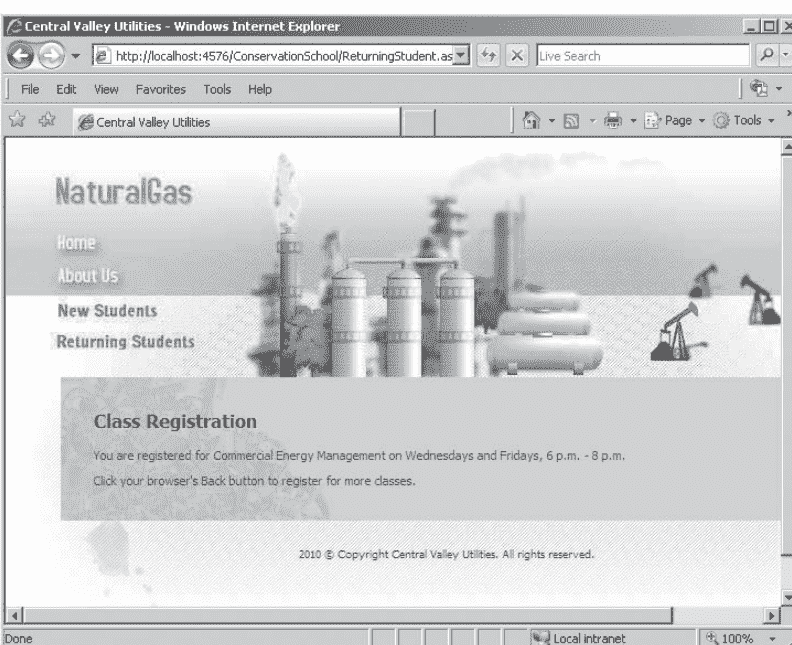 Central Valley Utilities - Windows Internet Explorer
http://localhost:4576/ConservationSchool/ReturningStudent.as
Live Search
File Edit View Favorites Tools Help
Central Valley Utilities
Page Tools
NaturalGas
Home
About Us
New Students
Returning Students
Class Registration
You are registered for Commercial Energy Management on Wednesdays and Fridays, 6 p.m. - 8 p.m.
Click your browser's Back button to register for more classes.
2010 © Copyright Central Valley Utilities. All rights reserved.
Done Local intranet 100%